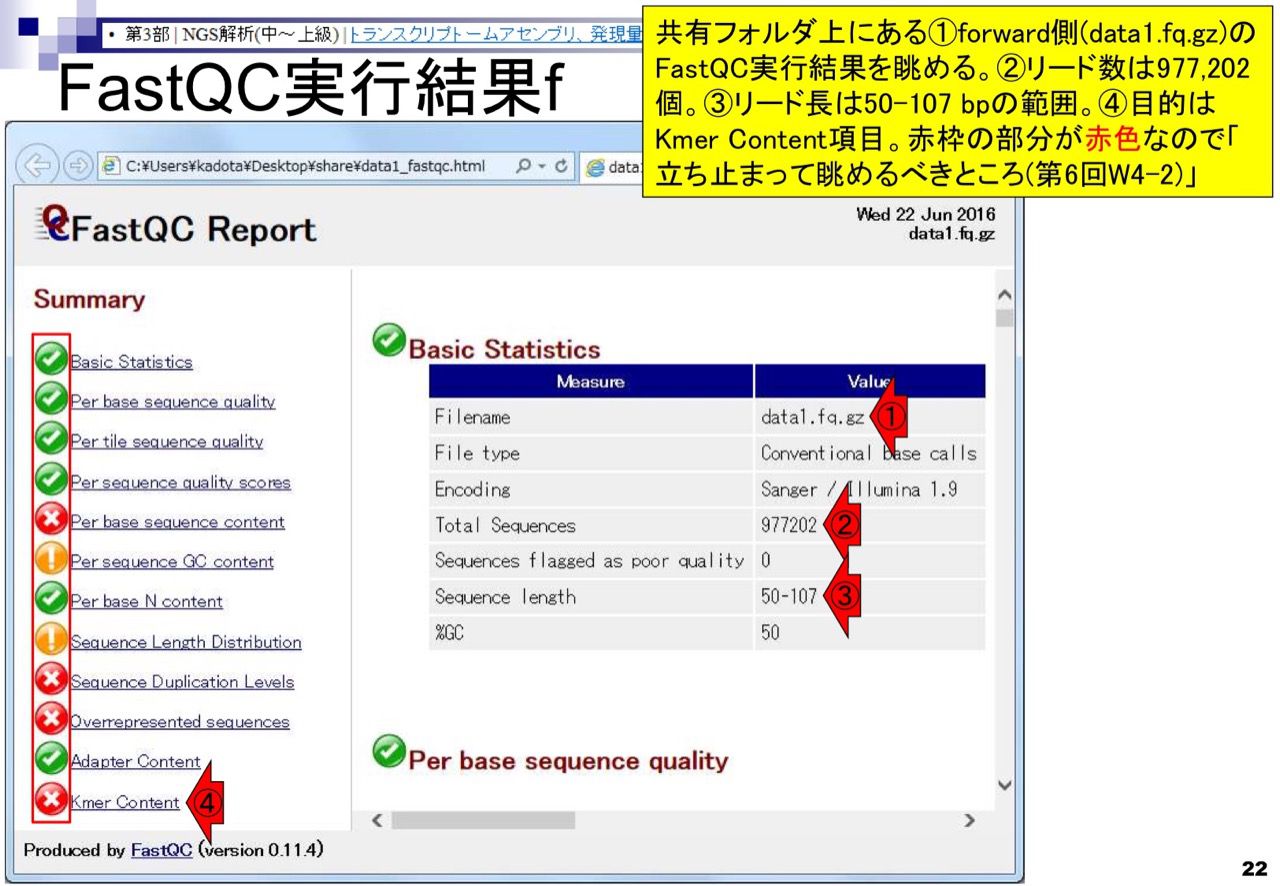 • 第3部 | NGS解析(中～上級) | トランスクリプトームアセンブリ、発現量
FastQC実行結果f
共有フォルダ上にある①forward側(data1.fq.gz)の
FastQC実行結果を眺める。②リード数は977,202
個。③リード長は50-107 bpの範囲。④目的は
Kmer Content項目。赤枠の部分が赤色なので「
立ち止まって眺めるべきところ(第6回W4-2)」
C:¥Users¥kadota¥Desktop¥share¥data1_fastqc.html
data
FastQC Report
Wed 22 Jun 2016
data1.fq.gz
Summary
Basic Statistics
Per base sequence quality
Per tile sequence quality
Per sequence quality scores
Per base sequence content
Per sequence GC content
Per base N content
Sequence Length Distribution
Sequence Duplication Levels
Overrepresented sequences
Adapter Content
Kmer Content ④
Basic Statistics
Measure Value
Filename data1.fq.gz ①
File type Conventional base calls
Encoding Sanger / Illumina 1.9
Total Sequences 977202 ②
Sequences flagged as poor quality 0
Sequence length 50-107 ③
%GC 50
Per base sequence quality
Produced by FastQC (version 0.11.4)
22